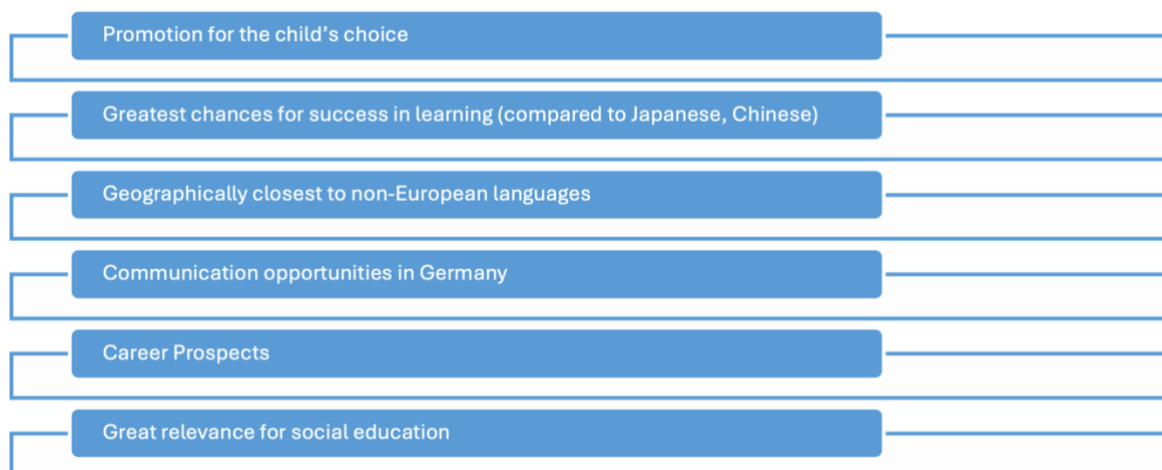 Promotion for the child’s choice
Greatest chances for success in learning (compared to Japanese, Chinese)
Geographically closest to non-European languages
Communication opportunities in Germany
Career Prospects
Great relevance for social education